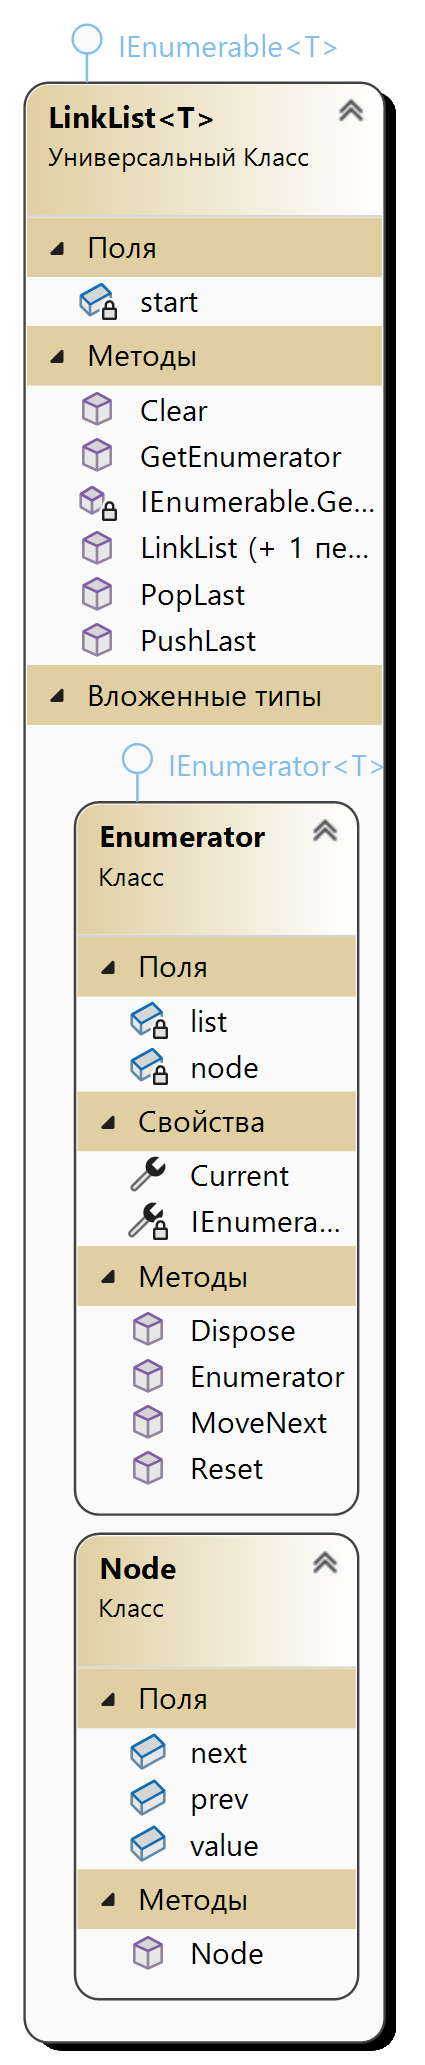 IEnumerable<T>
LinkList<T>
Универсальный Класс
Поля
start
Методы
Clear
GetEnumerator
IEnumerable.Ge...
LinkList (+ 1 пе...
PopLast
PushLast
Вложенные типы
IEnumerator<T>
Enumerator
Класс
Поля
list
node
Свойства
Current
IEnumera...
Методы
Dispose
Enumerator
MoveNext
Reset
Node
Класс
Поля
next
prev
value
Методы
Node